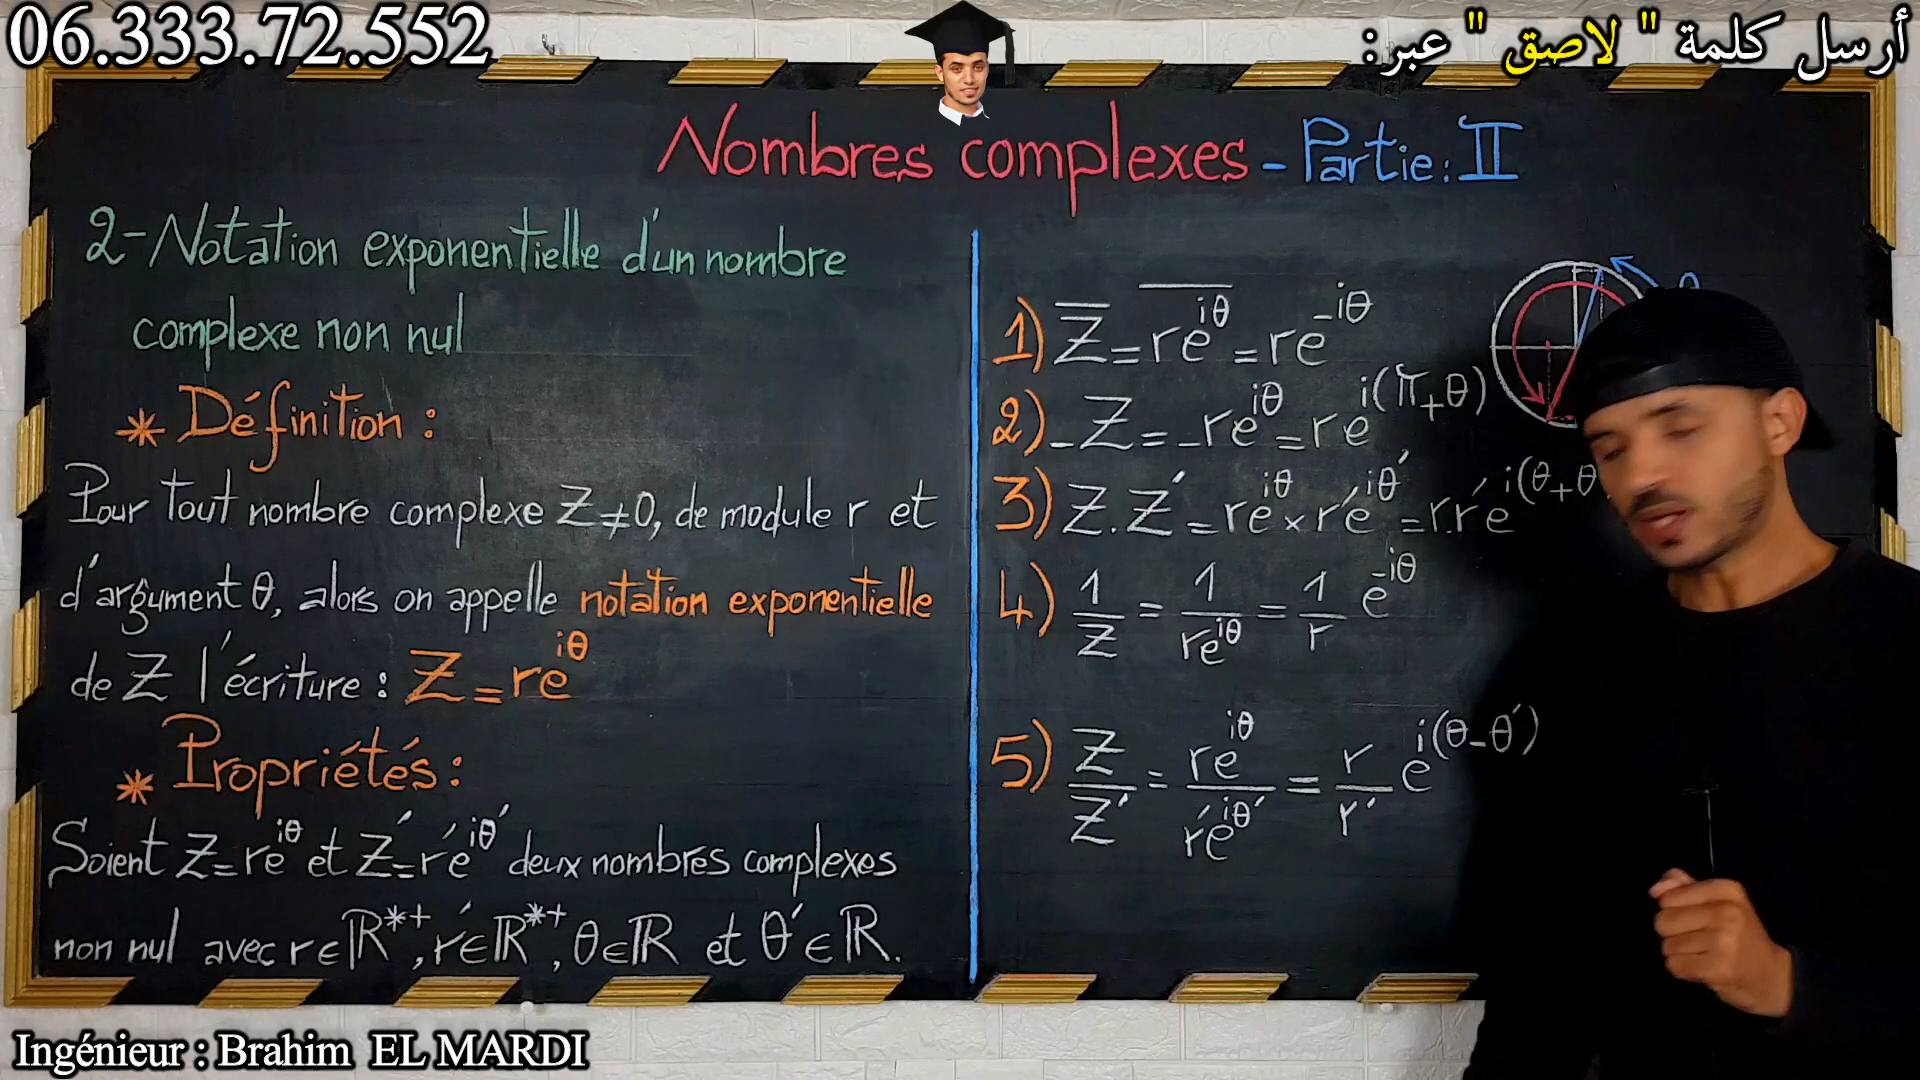 06.333.72.552
أرسل كلمة " لاصق " عبر:
Nombres complexes - Partie : II
2-Notation exponentielle d'un nombre
complexe non nul
* Définition :
Pour tout nombre complexe Z≠0, de module r et
d'argument θ, alors on appelle notation exponentielle
de Z l'écriture : Z = re^{iθ}
* Propriétés :
Soient Z = re^{iθ} et Z' = r'e^{iθ'} deux nombres complexes
non nul avec r ∈ ℝ*⁺, r' ∈ ℝ*⁺, θ ∈ ℝ et θ' ∈ ℝ.
1) \overline{Z} = \overline{re^{iθ}} = re^{-iθ}
2) -Z = -re^{iθ} = re^{i(π+θ)}
3) Z.Z' = re^{iθ} × r'e^{iθ'} = r.r'e^{i(θ+θ
4) 1/Z = 1/re^{iθ} = 1/r e^{-iθ}
5) Z/Z' = re^{iθ}/r'e^{iθ'} = r/r' e^{i(θ-θ')}
Ingénieur : Brahim EL MARDI